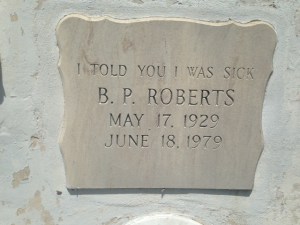 I TOLD YOU I WAS SICK
B. P. ROBERTS
MAY 17, 1929
JUNE 18, 1979